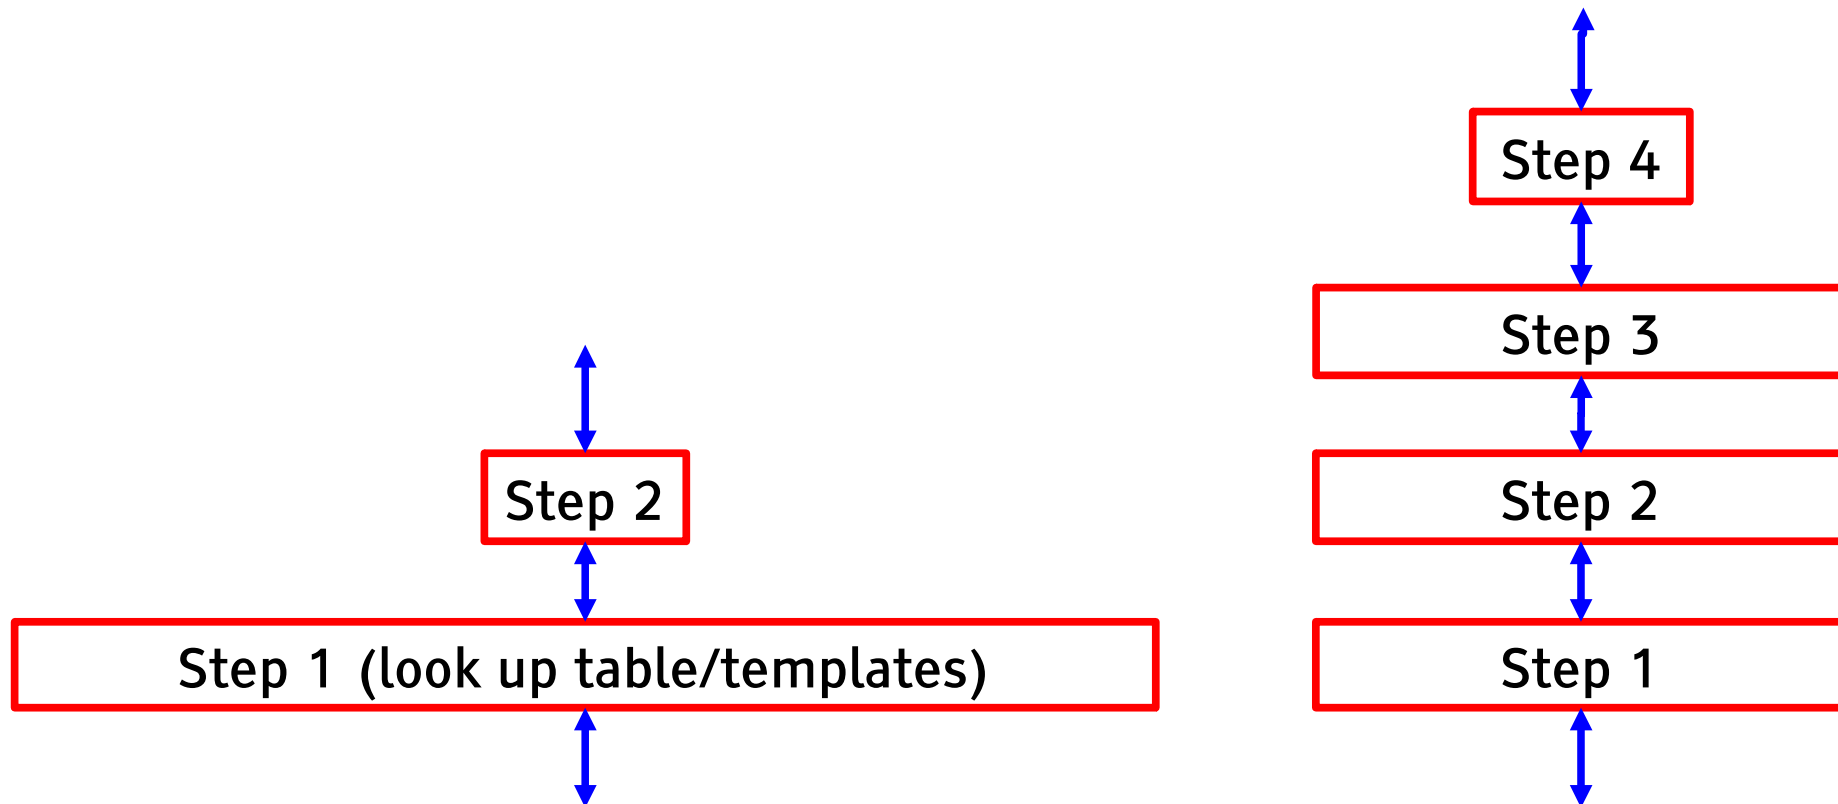 Step 2
Step 1 (look up table/templates)
Step 4
Step 3
Step 2
Step 1